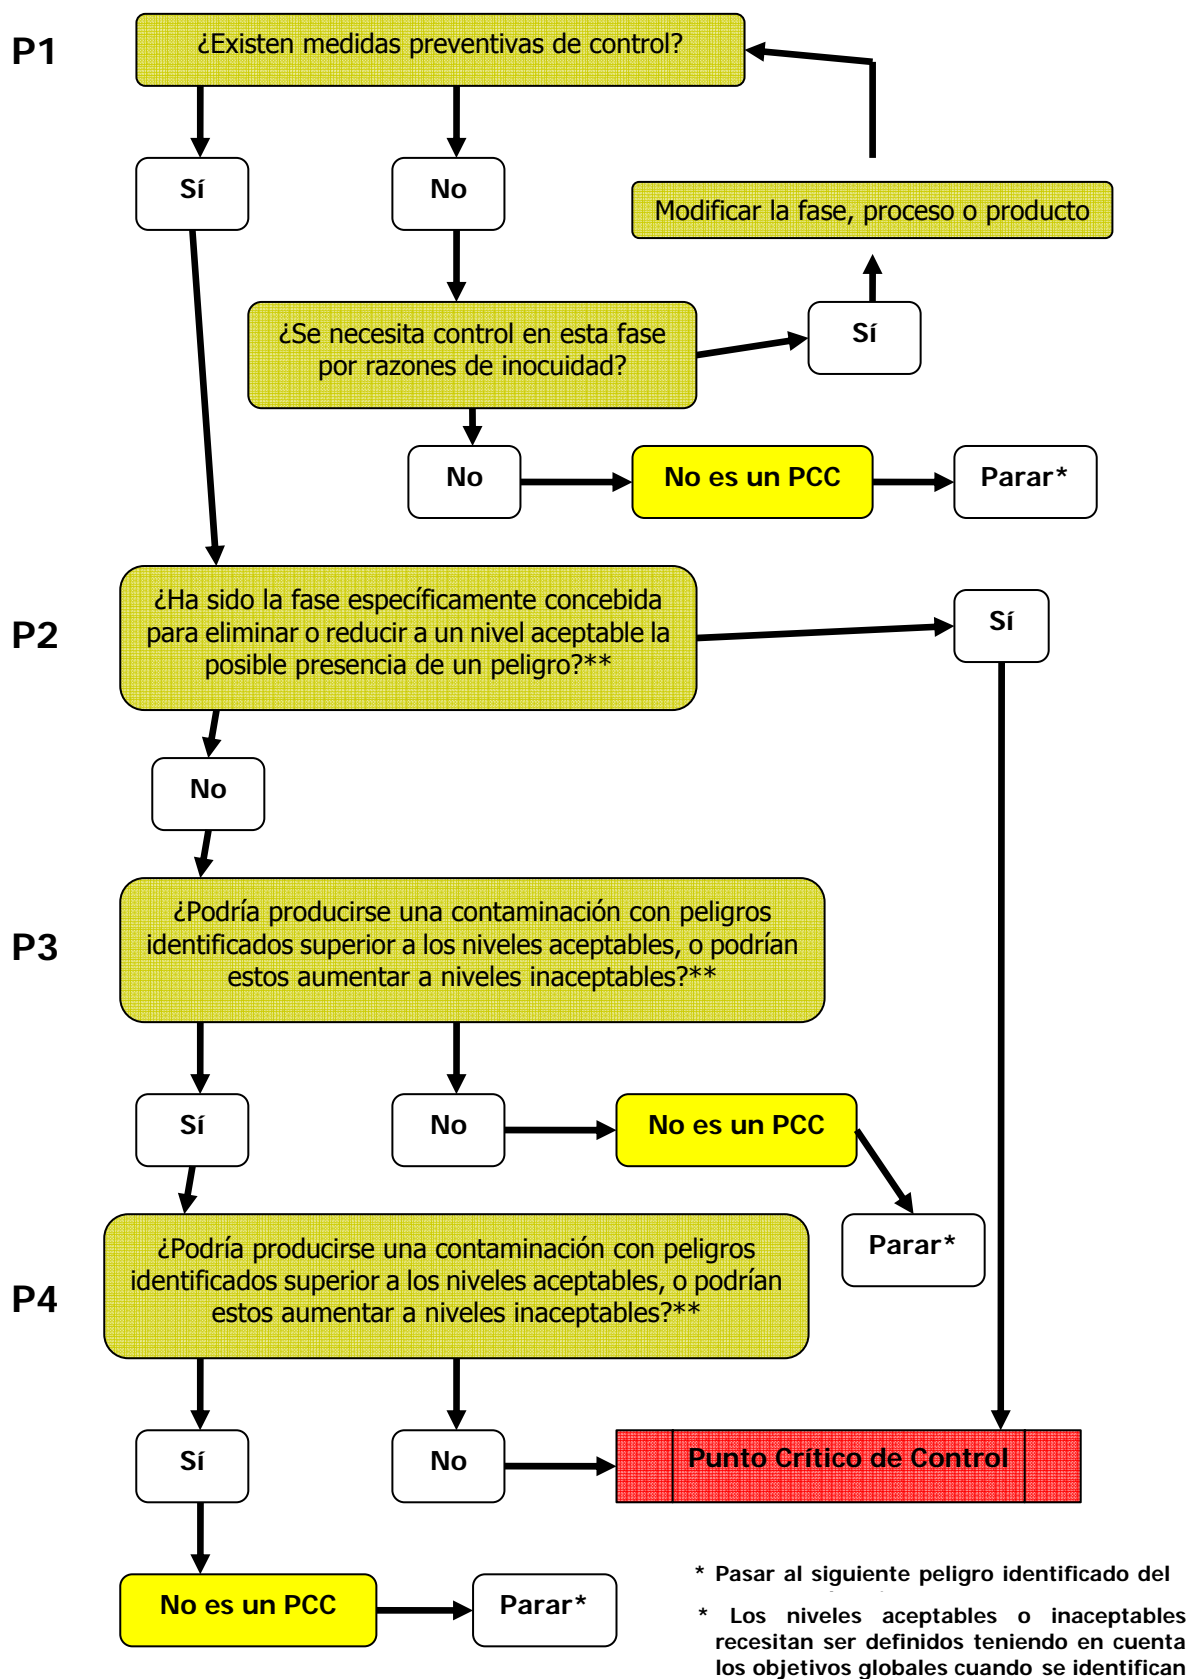 P1
¿Existen medidas preventivas de control?
Sí
No
Modificar la fase, proceso o producto
¿Se necesita control en esta fase
por razones de inocuidad?
Sí
No
No es un PCC
Parar*
P2
¿Ha sido la fase específicamente concebida
para eliminar o reducir a un nivel aceptable la
posible presencia de un peligro?**
Sí
No
P3
¿Podría producirse una contaminación con peligros
identificados superior a los niveles aceptables, o podrían
estos aumentar a niveles inaceptables?**
Sí
No
No es un PCC
Parar*
P4
¿Podría producirse una contaminación con peligros
identificados superior a los niveles aceptables, o podrían
estos aumentar a niveles inaceptables?**
Sí
No
Punto Crítico de Control
No es un PCC
Parar*
* Pasar al siguiente peligro identificado del
* Los niveles aceptables o inaceptables
recesitan ser definidos teniendo en cuenta
los objetivos globales cuando se identifican